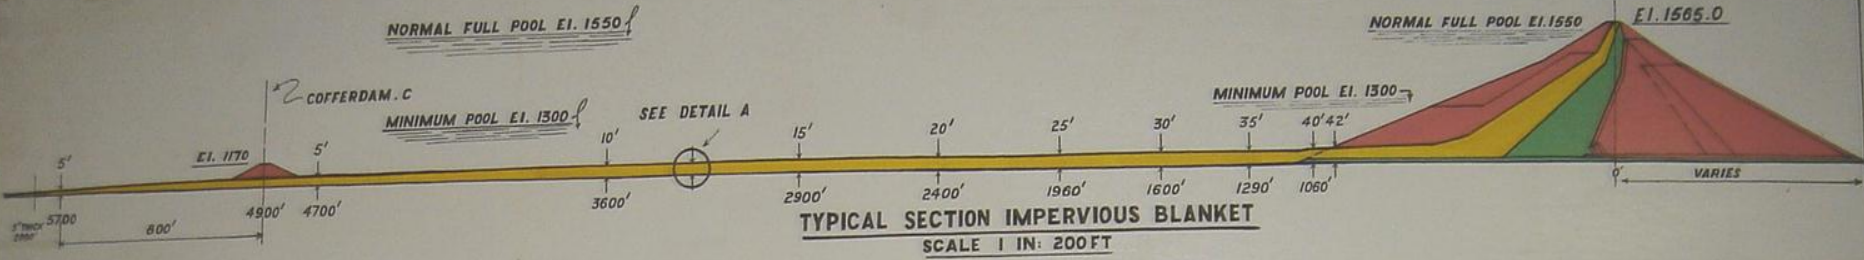 NORMAL FULL POOL El. 1550
NORMAL FULL POOL El. 1550
El. 1565.0
COFFERDAM. C
MINIMUM POOL El. 1300
SEE DETAIL A
MINIMUM POOL El. 1300
El. 1170
5'
5'
10'
15'
20'
25'
30'
35'
40' 42'
5700
4900'
4700'
3600'
2900'
2400'
1960'
1600'
1290'
1060'
0'
VARIES
800'
TYPICAL SECTION IMPERVIOUS BLANKET
SCALE 1 IN: 200 FT